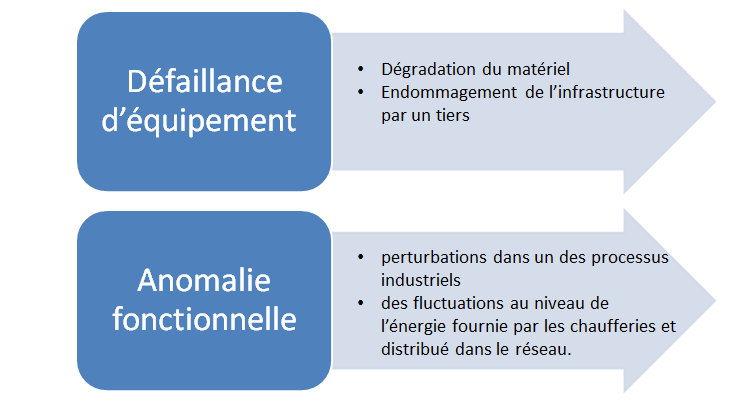 Défaillance
d'équipement
• Dégradation du matériel
• Endommagement de l'infrastructure
par un tiers
Anomalie
fonctionnelle
• perturbations dans un des processus
industriels
• des fluctuations au niveau de
l'énergie fournie par les chaufferies et
distribué dans le réseau.